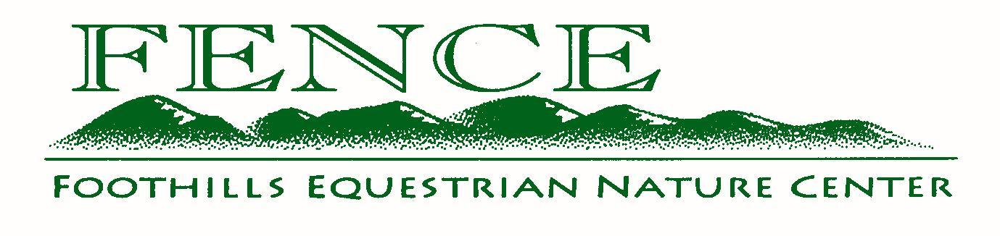 FENCE
FOOTHILLS EQUESTRIAN NATURE CENTER